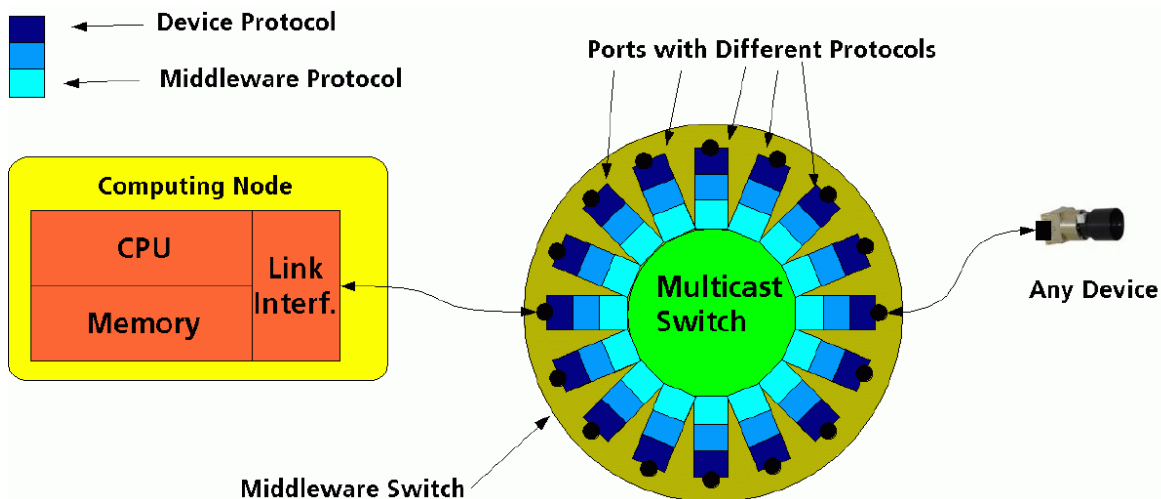 Device Protocol
Middleware Protocol
Ports with Different Protocols
Computing Node
CPU
Memory
Link
Interf.
Multicast
Switch
Any Device
Middleware Switch